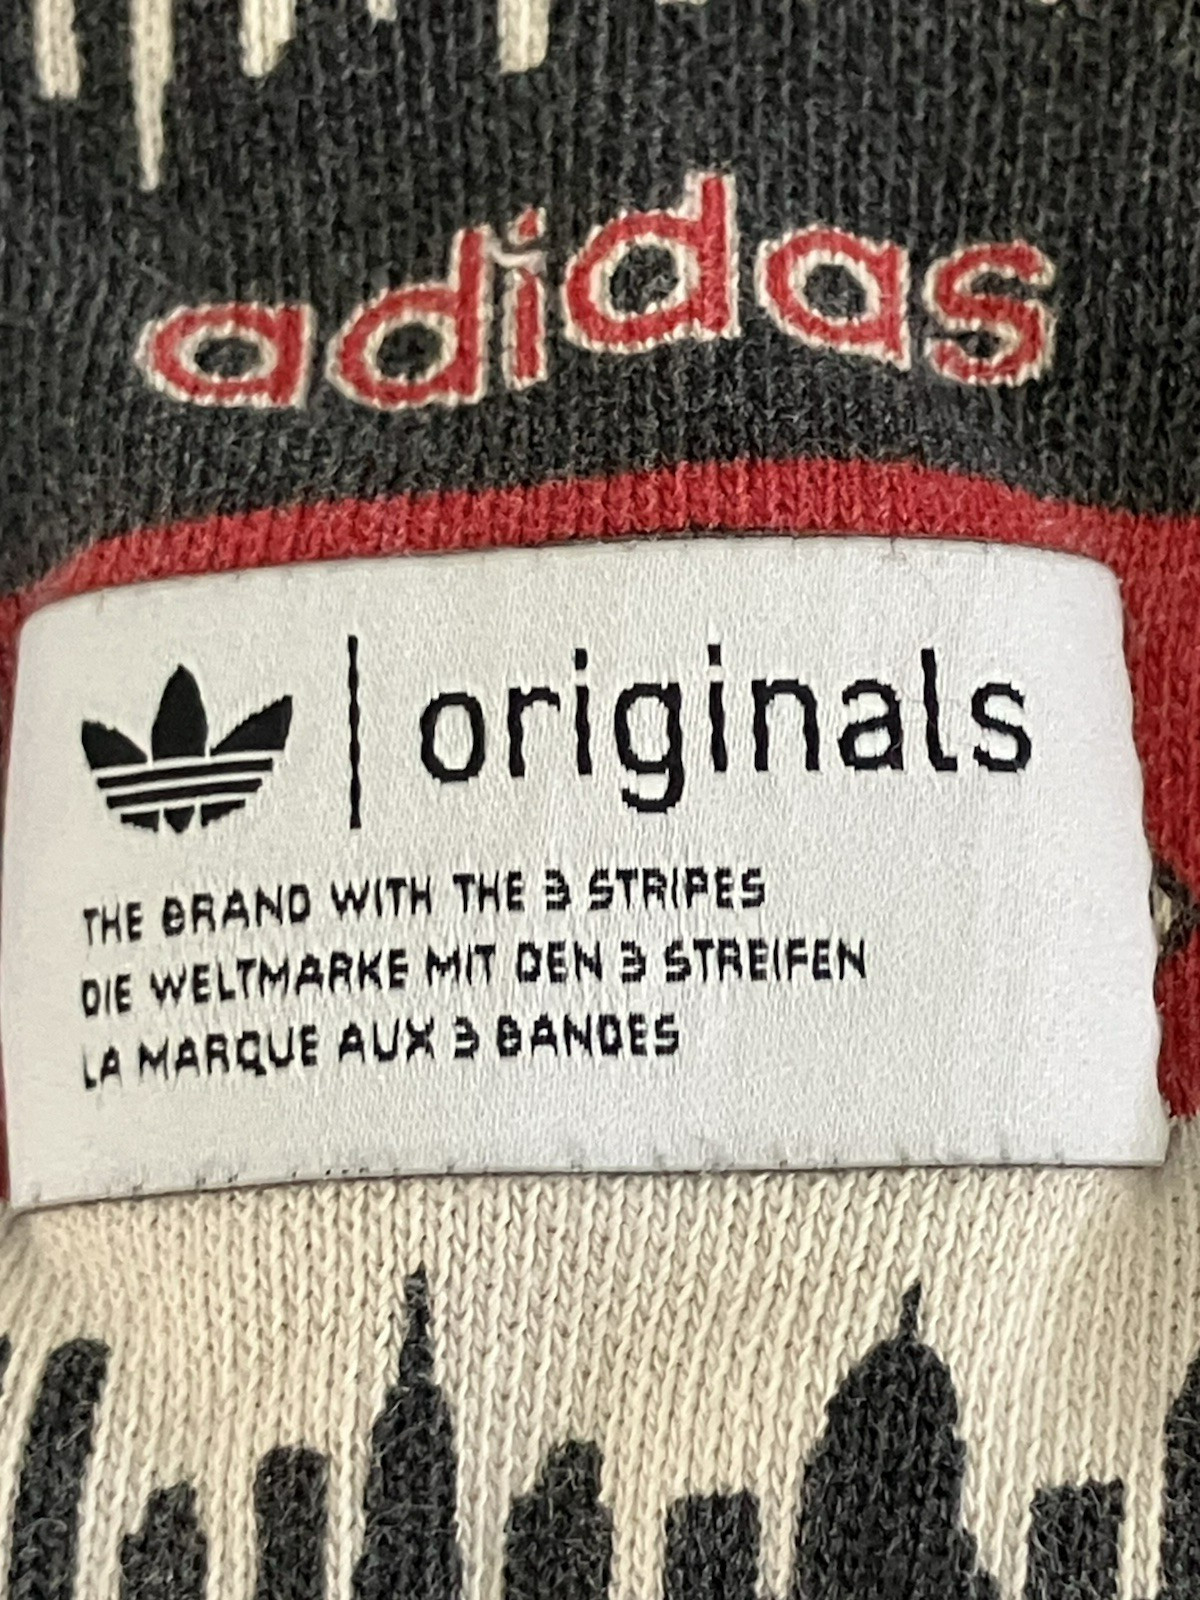 adidas
originals
THE BRAND WITH THE 3 STRIPES
DIE WELTMARKE MIT DEN 3 STREIFEN
LA MARQUE AUX 3 BANDES